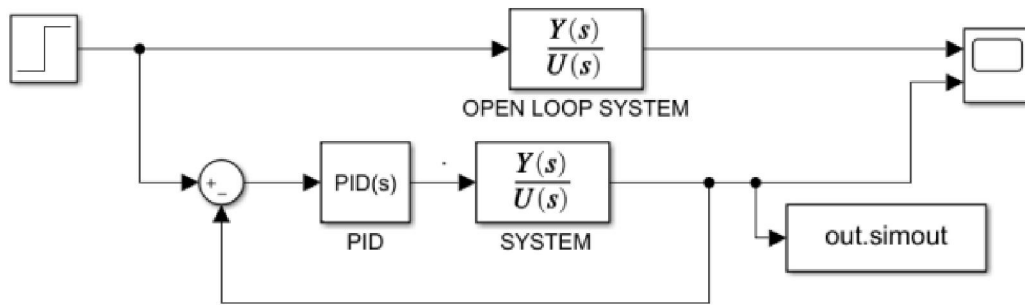 Y(s)
U(s)
OPEN LOOP SYSTEM
+
−
PID(s)
PID
Y(s)
U(s)
SYSTEM
out.simout